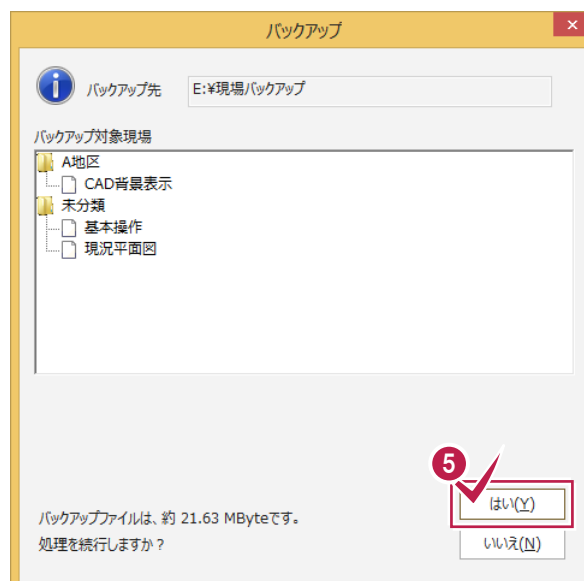 バックアップ
バックアップ先 E:¥現場バックアップ
バックアップ対象現場
A地区
CAD背景表示
未分類
基本操作
現況平面図
5
はい(Y)
バックアップファイルは、約 21.63 MByteです。
処理を続行しますか?
いいえ(N)